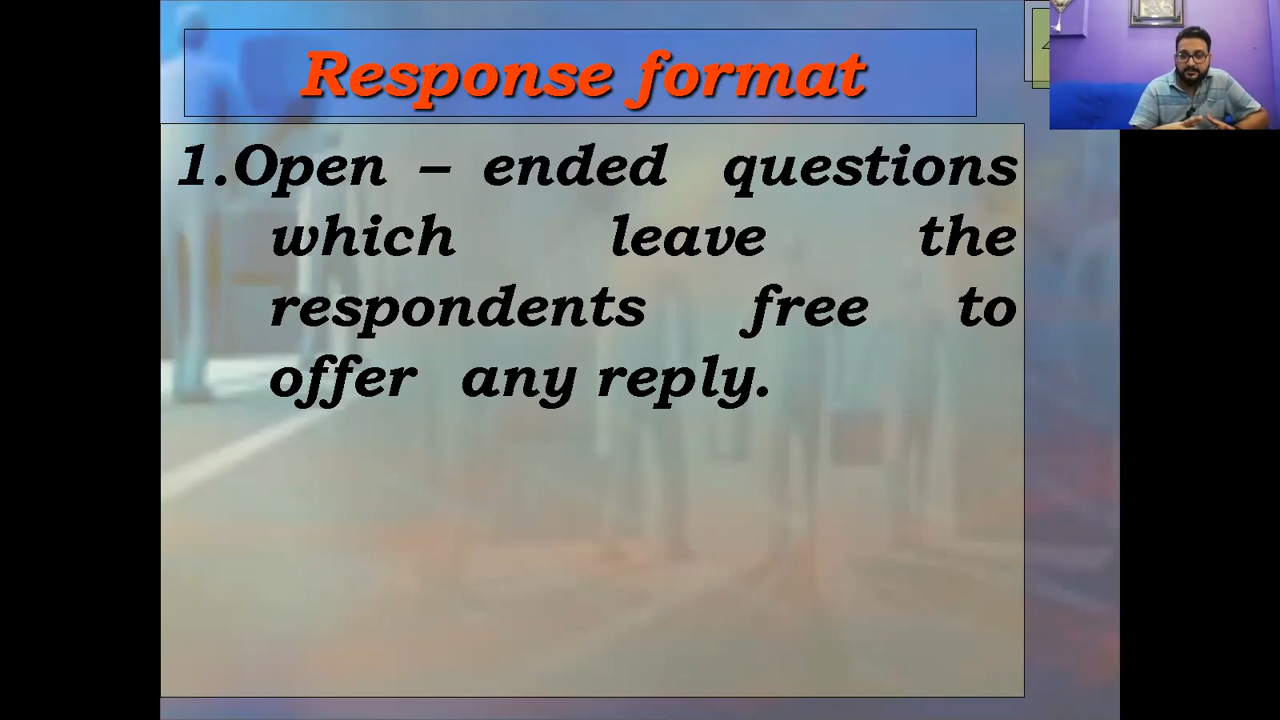 Response format
1.Open – ended questions
which leave the
respondents free to
offer any reply.